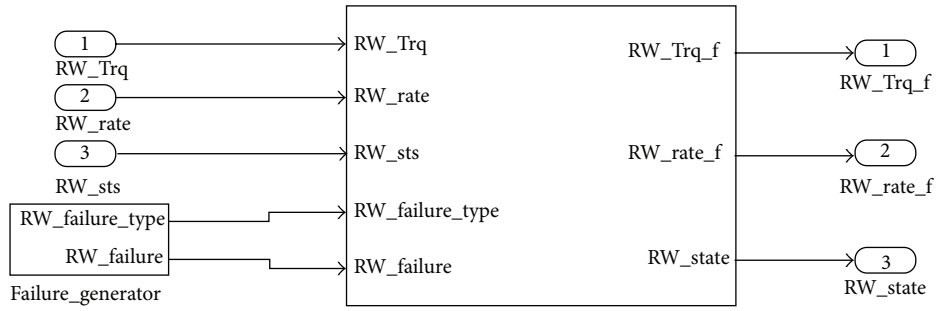 1
RW_Trq
2
RW_rate
3
RW_sts
RW_failure_type
RW_failure
Failure_generator
RW_Trq
RW_rate
RW_sts
RW_failure_type
RW_failure
RW_Trq_f
RW_rate_f
RW_state
1
RW_Trq_f
2
RW_rate_f
3
RW_state